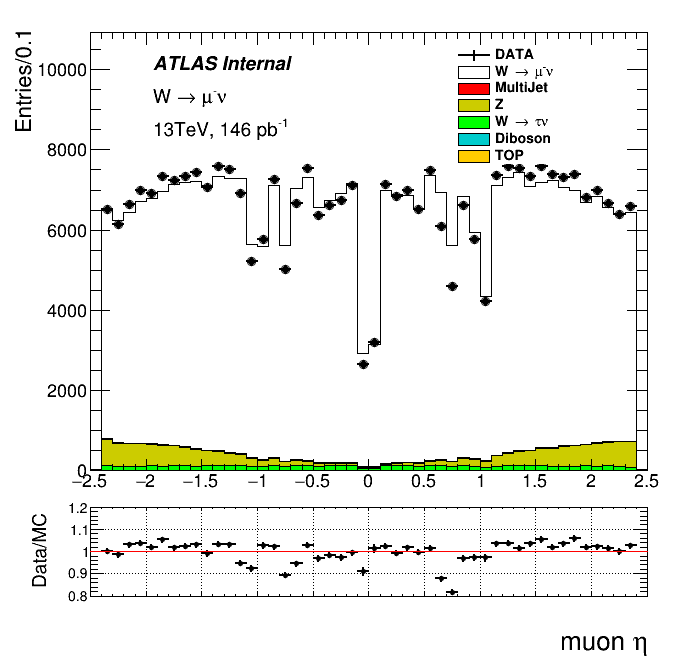 Entries/0.1
10000
8000
6000
4000
2000
0
ATLAS Internal
W → μ⁻ν
13TeV, 146 pb⁻¹
DATA
W → μ⁻ν
MultiJet
Z
W → τν
Diboson
TOP
−2.5 −2 −1.5 −1 −0.5 0 0.5 1 1.5 2 2.5
Data/MC
1.2
1.1
1
0.9
0.8
muon η